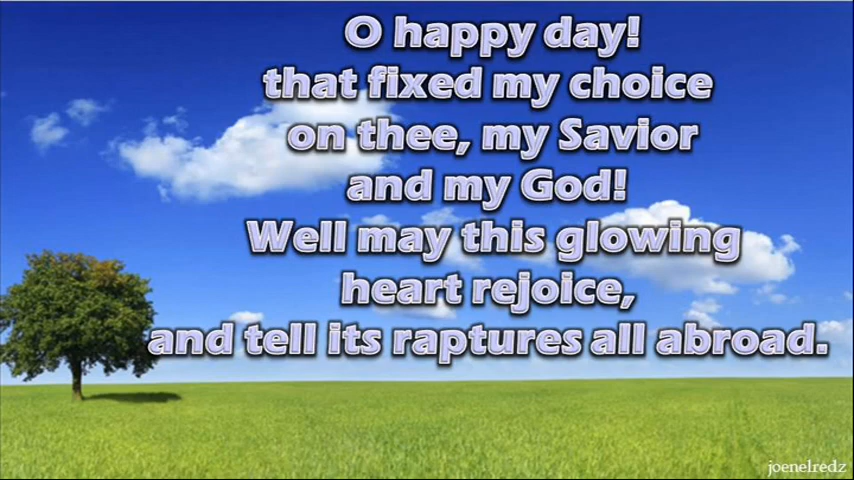 O happy day!
that fixed my choice
on thee, my Savior
and my God!
Well may this glowing
heart rejoice,
and tell its raptures all abroad.
joenelredz